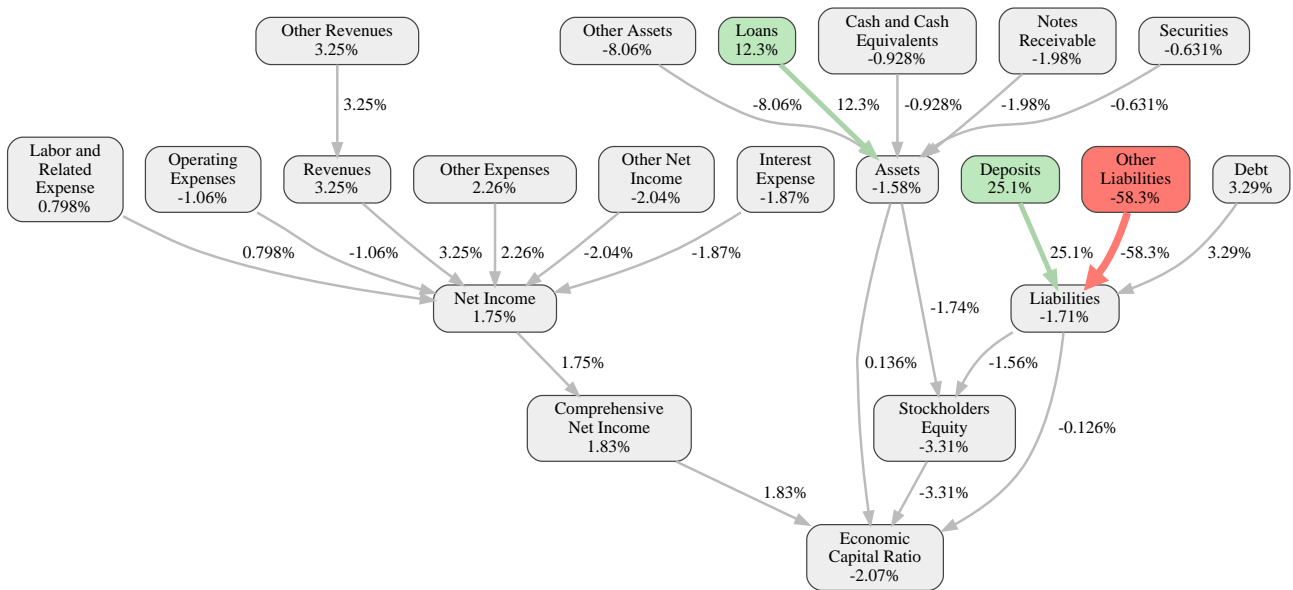 Other Revenues
3.25%
Other Assets
-8.06%
Loans
12.3%
Cash and Cash
Equivalents
-0.928%
Notes
Receivable
-1.98%
Securities
-0.631%
3.25%
-8.06%
12.3%
-0.928%
-1.98%
-0.631%
Labor and
Related
Expense
0.798%
Operating
Expenses
-1.06%
Revenues
3.25%
Other Expenses
2.26%
Other Net
Income
-2.04%
Interest
Expense
-1.87%
Assets
-1.58%
Deposits
25.1%
Other
Liabilities
-58.3%
Debt
3.29%
0.798%
-1.06%
3.25%
2.26%
-2.04%
-1.87%
25.1%
-58.3%
3.29%
Net Income
1.75%
-1.74%
Liabilities
-1.71%
1.75%
0.136%
-1.56%
-0.126%
Comprehensive
Net Income
1.83%
Stockholders
Equity
-3.31%
1.83%
-3.31%
Economic
Capital Ratio
-2.07%